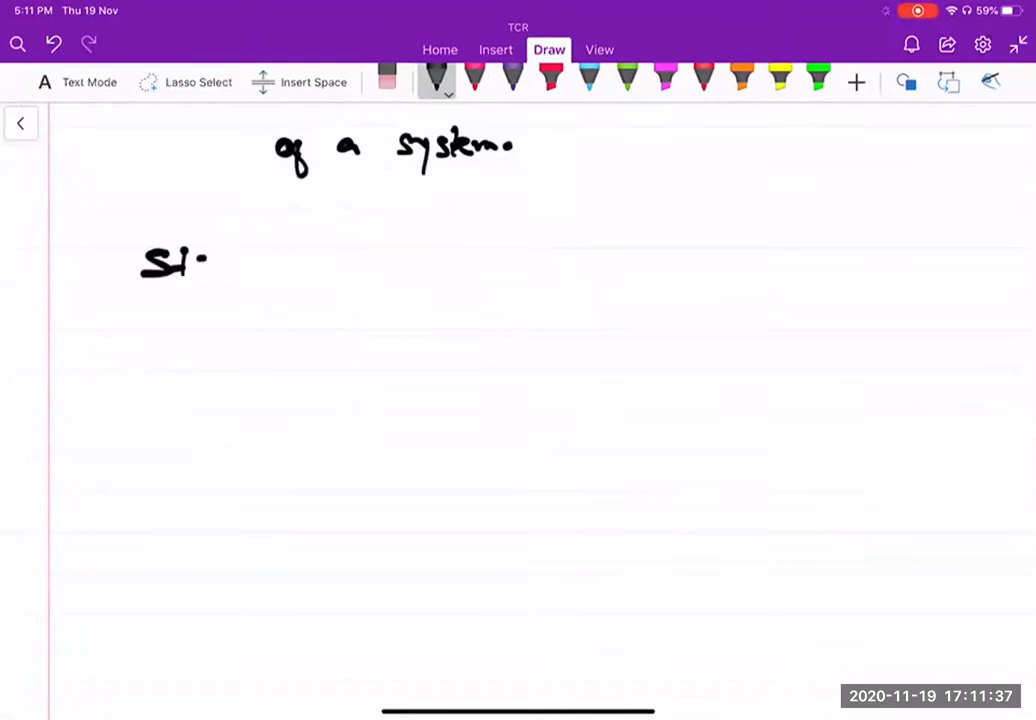 5:11 PM Thu 19 Nov
59%
TCR
Home Insert Draw View
A Text Mode Lasso Select Insert Space
of a system.
Si.
2020-11-19 17:11:37